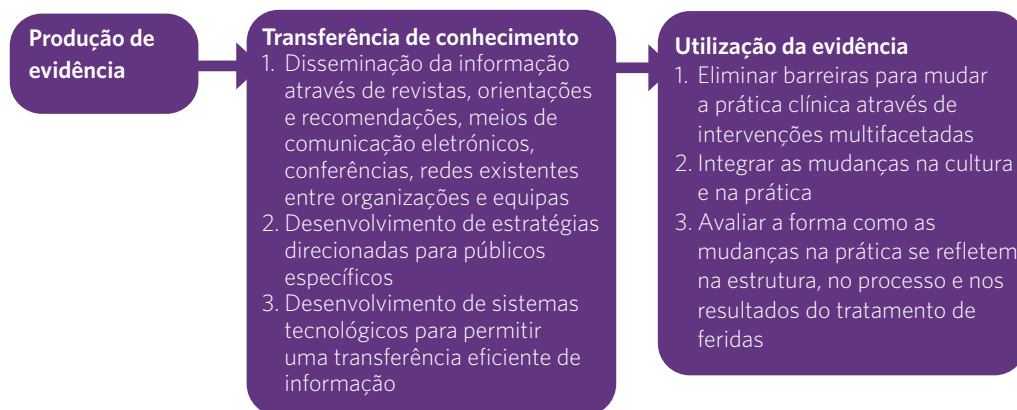 Produção de
evidência
Transferência de conhecimento
1. Disseminação da informação
através de revistas, orientações
e recomendações, meios de
comunicação eletrónicos,
conferências, redes existentes
entre organizações e equipas
2. Desenvolvimento de estratégias
direcionadas para públicos
específicos
3. Desenvolvimento de sistemas
tecnológicos para permitir
uma transferência eficiente de
informação
Utilização da evidência
1. Eliminar barreiras para mudar
a prática clínica através de
intervenções multifacetadas
2. Integrar as mudanças na cultura
e na prática
3. Avaliar a forma como as
mudanças na prática se refletem
na estrutura, no processo e nos
resultados do tratamento de
feridas